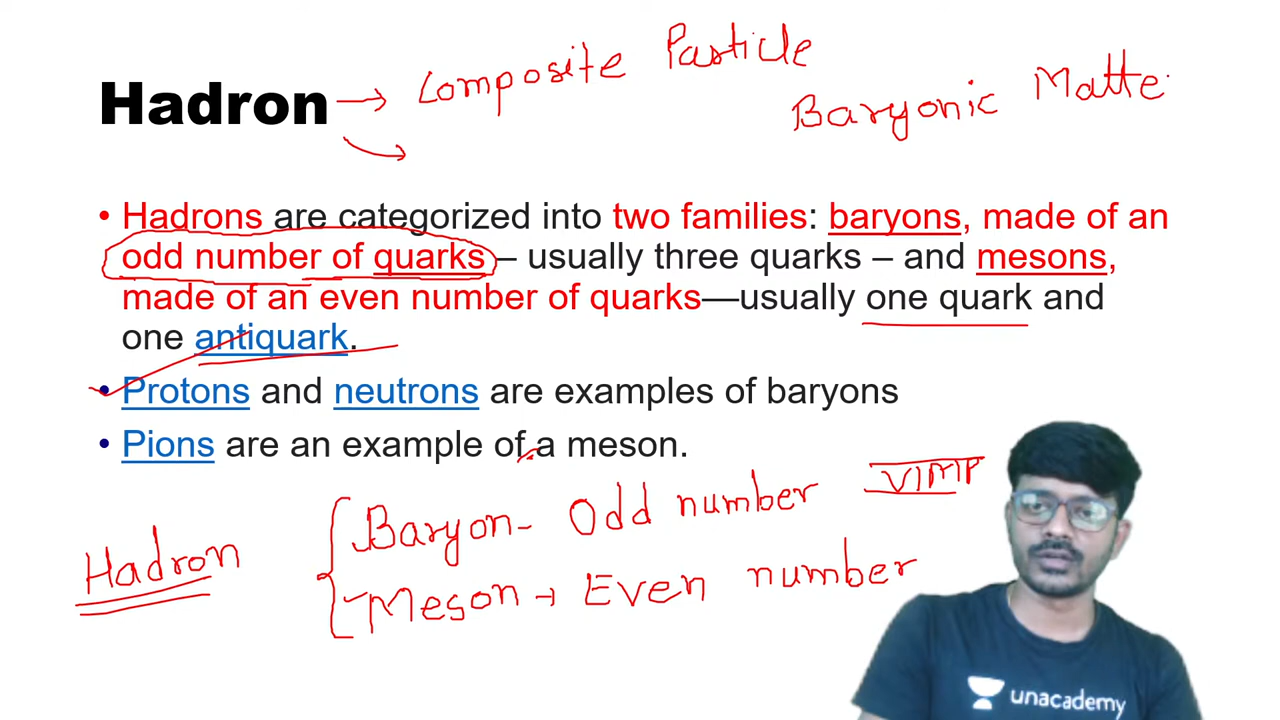 Composite Particle
Hadron
Baryonic Matte
• Hadrons are categorized into two families: baryons, made of an
odd number of quarks – usually three quarks – and mesons,
made of an even number of quarks—usually one quark and
one antiquark.
• Protons and neutrons are examples of baryons
• Pions are an example of a meson.
VIMP
Baryon - Odd number
Hadron
Meson → Even number
unacademy